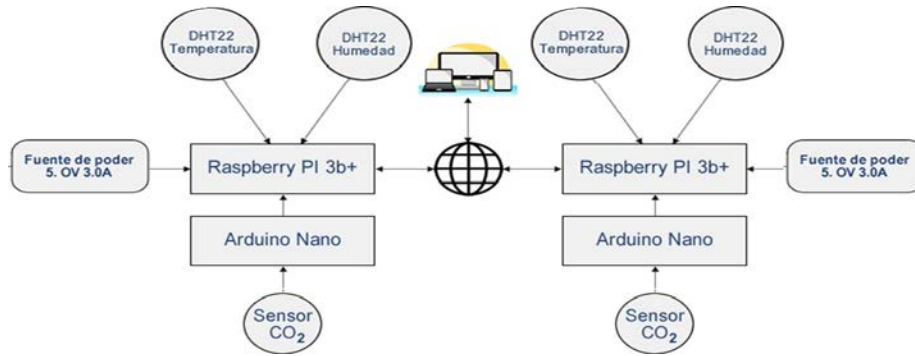 DHT22
Temperatura
DHT22
Humedad
DHT22
Temperatura
DHT22
Humedad
Fuente de poder
5. OV 3.0A
Raspberry PI 3b+
Raspberry PI 3b+
Fuente de poder
5. OV 3.0A
Arduino Nano
Arduino Nano
Sensor
CO₂
Sensor
CO₂